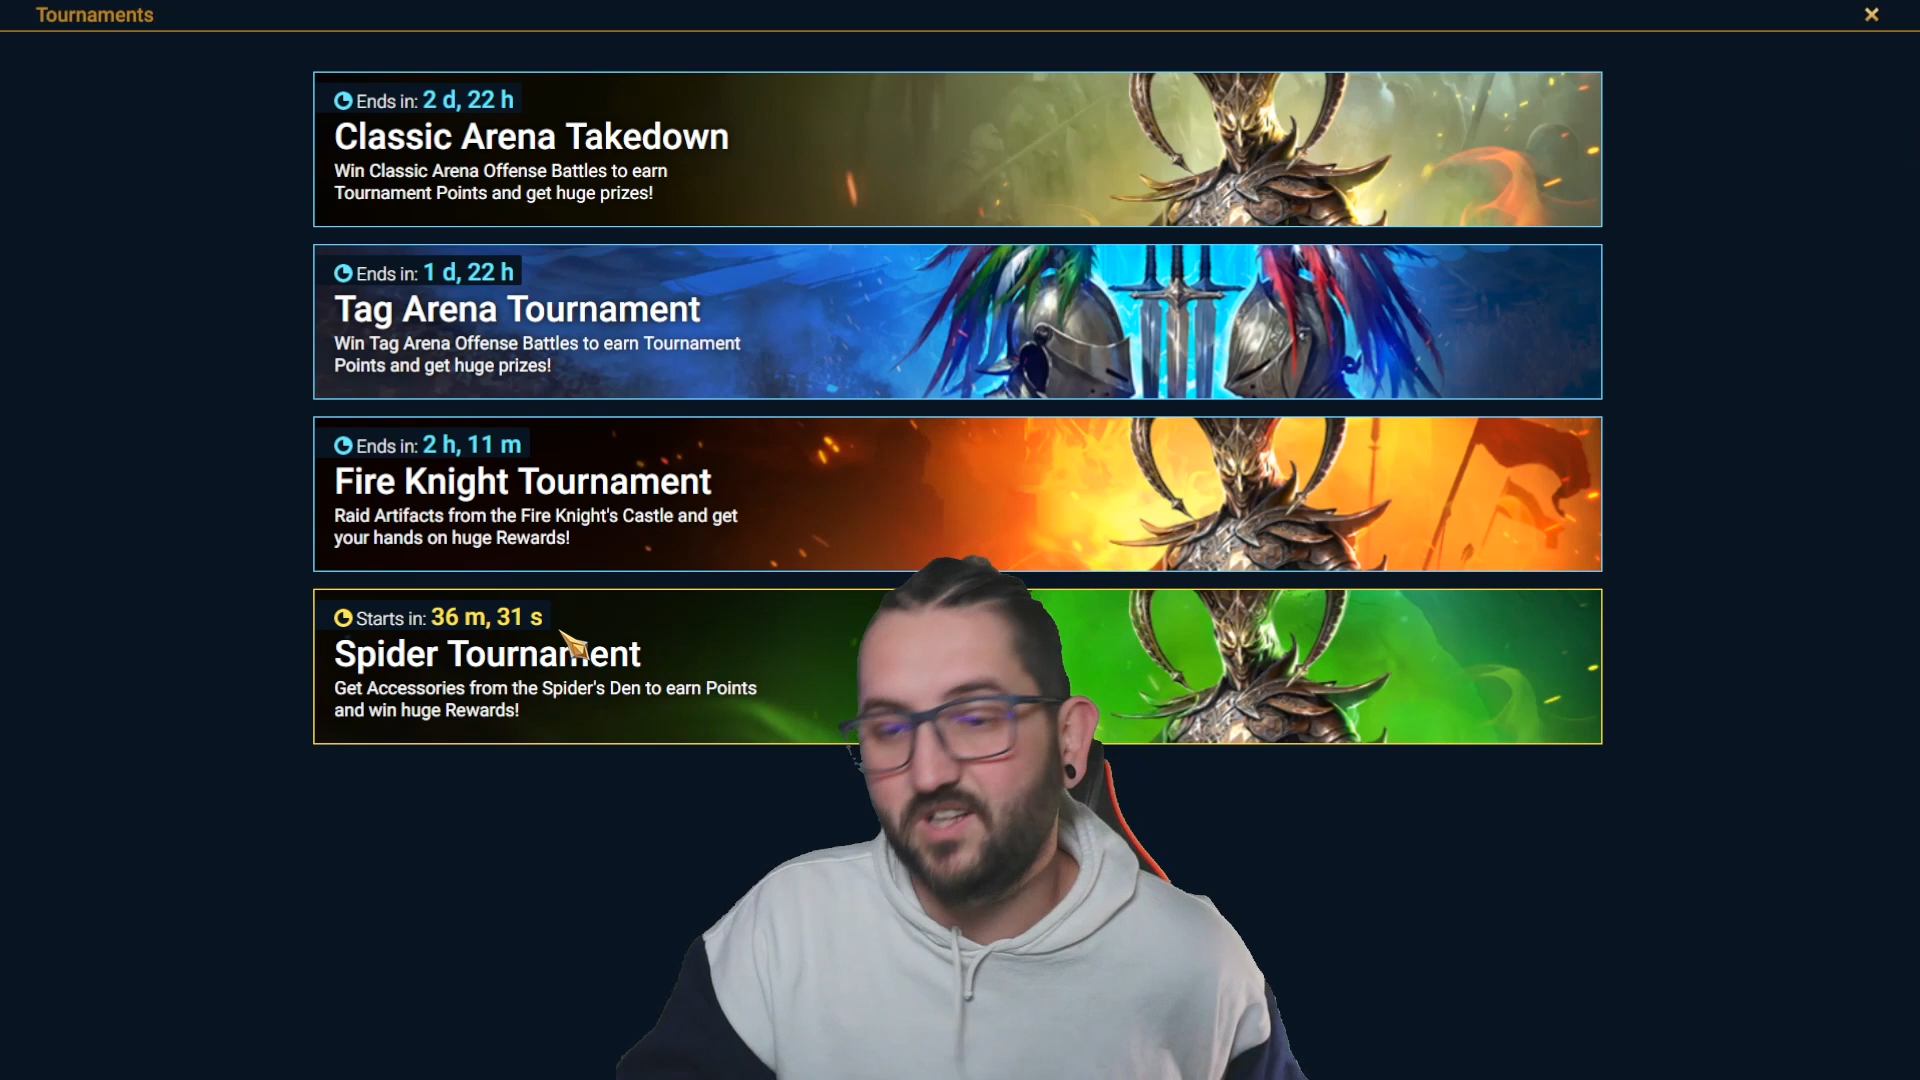 Tournaments
Ends in: 2 d, 22 h
Classic Arena Takedown
Win Classic Arena Offense Battles to earn
Tournament Points and get huge prizes!
Ends in: 1 d, 22 h
Tag Arena Tournament
Win Tag Arena Offense Battles to earn Tournament
Points and get huge prizes!
Ends in: 2 h, 11 m
Fire Knight Tournament
Raid Artifacts from the Fire Knight's Castle and get
your hands on huge Rewards!
Starts in: 36 m, 31 s
Spider Tournament
Get Accessories from the Spider's Den to earn Points
and win huge Rewards!